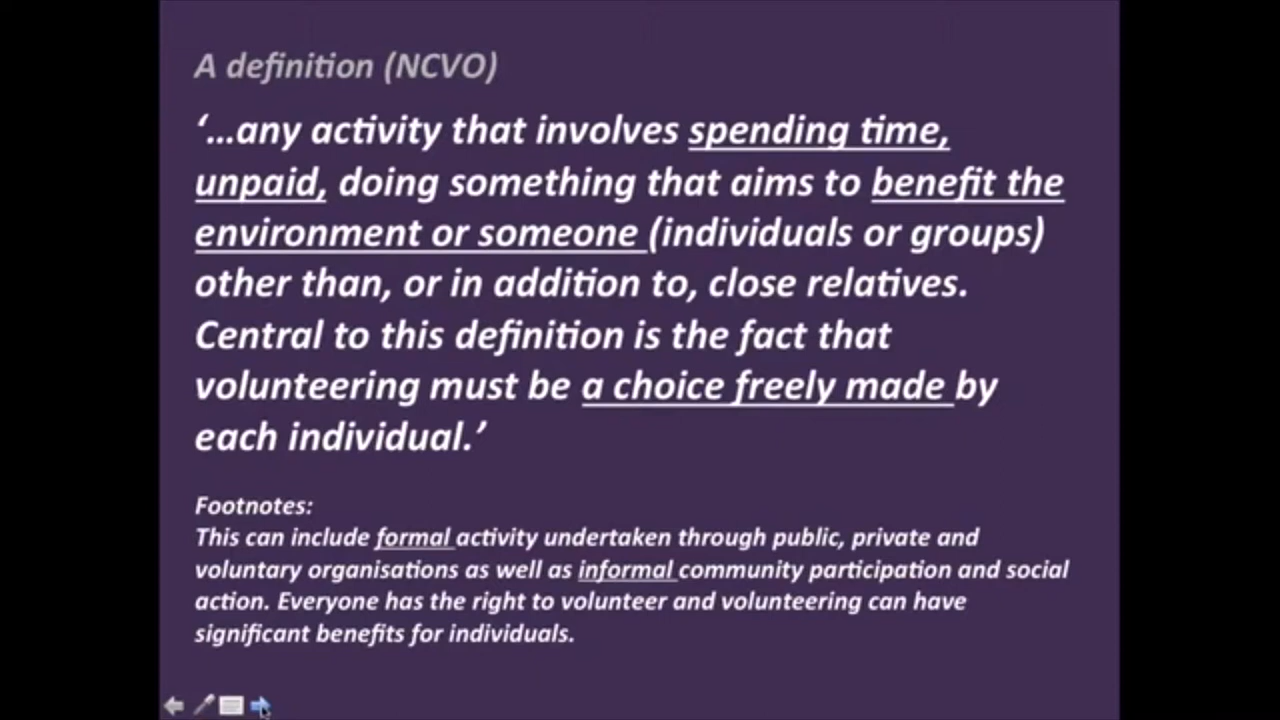 A definition (NCVO)
‘...any activity that involves spending time,
unpaid, doing something that aims to benefit the
environment or someone (individuals or groups)
other than, or in addition to, close relatives.
Central to this definition is the fact that
volunteering must be a choice freely made by
each individual.’
Footnotes:
This can include formal activity undertaken through public, private and
voluntary organisations as well as informal community participation and social
action. Everyone has the right to volunteer and volunteering can have
significant benefits for individuals.